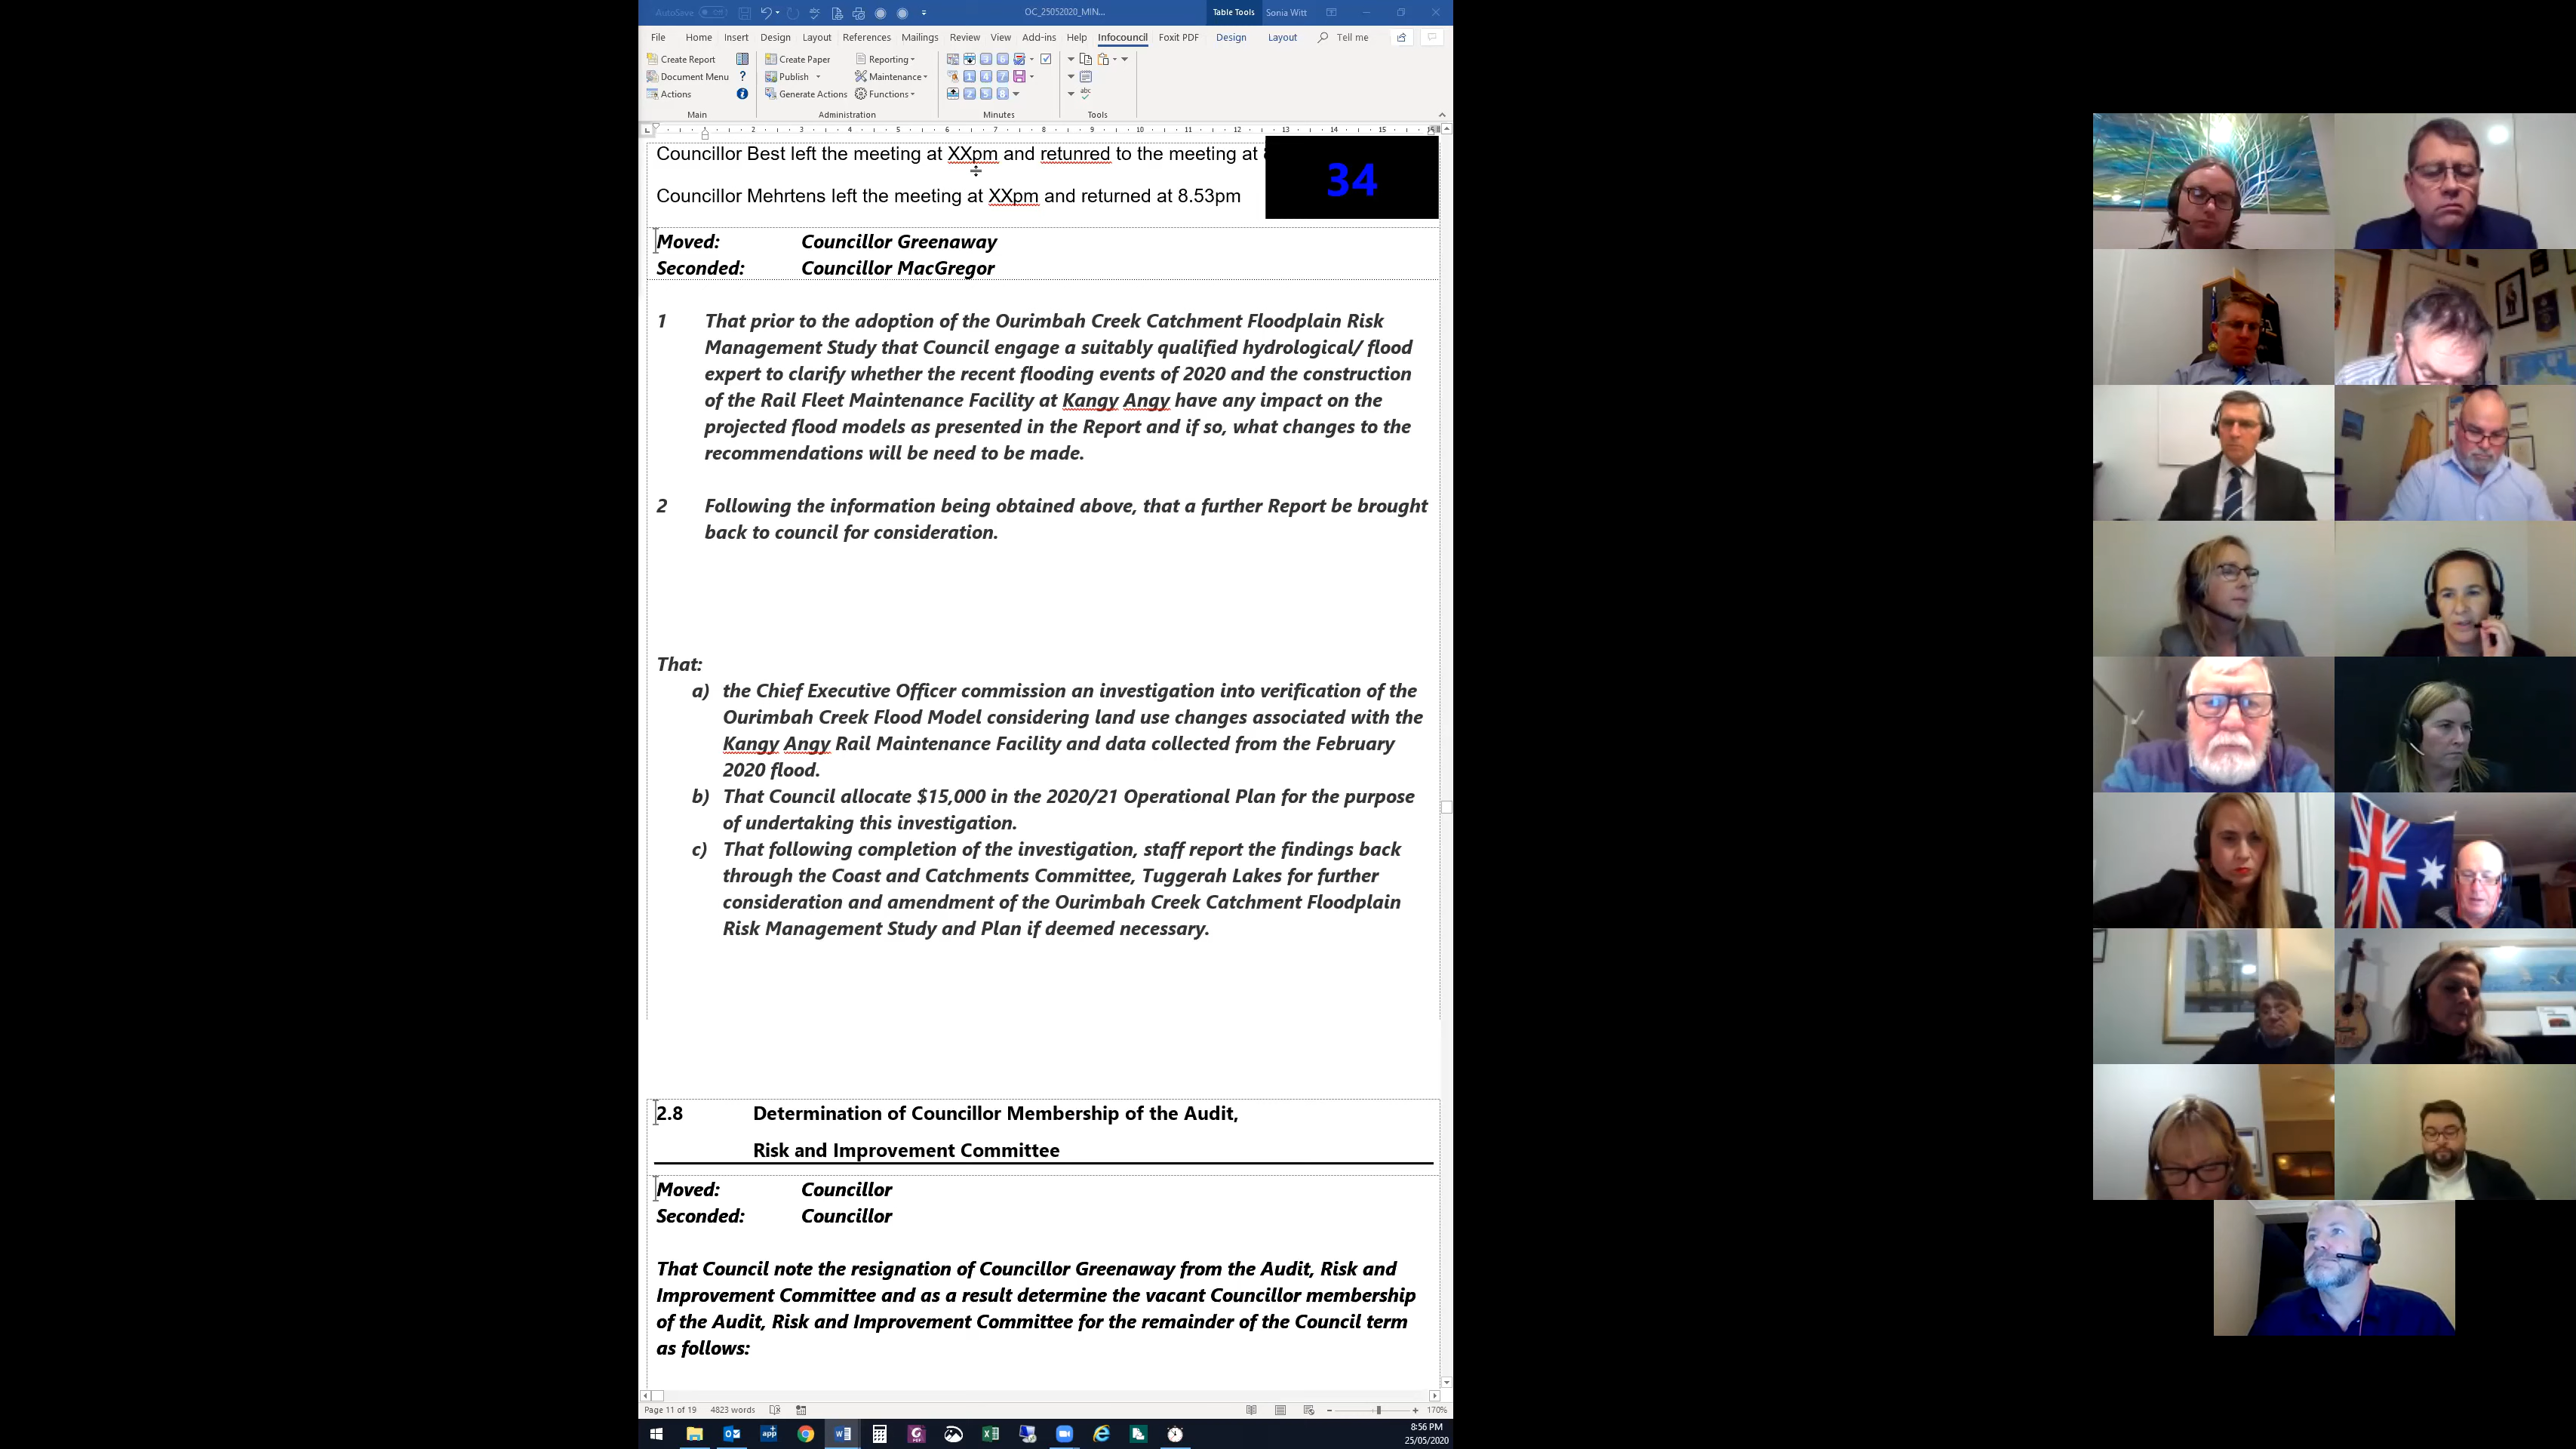 AutoSave Off OC_25052020_MIN... Table Tools Sonia Witt
File Home Insert Design Layout References Mailings Review View Add-ins Help Infocouncil Foxit PDF Design Layout Tell me
Create Report Create Paper Reporting
Document Menu ? Publish Maintenance
Actions Generate Actions Functions
Main Administration Minutes Tools
Councillor Best left the meeting at XXpm and retunred to the meeting at
34
Councillor Mehrtens left the meeting at XXpm and returned at 8.53pm
Moved: Councillor Greenaway
Seconded: Councillor MacGregor
1 That prior to the adoption of the Ourimbah Creek Catchment Floodplain Risk
Management Study that Council engage a suitably qualified hydrological/ flood
expert to clarify whether the recent flooding events of 2020 and the construction
of the Rail Fleet Maintenance Facility at Kangy Angy have any impact on the
projected flood models as presented in the Report and if so, what changes to the
recommendations will be need to be made.
2 Following the information being obtained above, that a further Report be brought
back to council for consideration.
That:
a) the Chief Executive Officer commission an investigation into verification of the
Ourimbah Creek Flood Model considering land use changes associated with the
Kangy Angy Rail Maintenance Facility and data collected from the February
2020 flood.
b) That Council allocate $15,000 in the 2020/21 Operational Plan for the purpose
of undertaking this investigation.
c) That following completion of the investigation, staff report the findings back
through the Coast and Catchments Committee, Tuggerah Lakes for further
consideration and amendment of the Ourimbah Creek Catchment Floodplain
Risk Management Study and Plan if deemed necessary.
2.8 Determination of Councillor Membership of the Audit,
Risk and Improvement Committee
Moved: Councillor
Seconded: Councillor
That Council note the resignation of Councillor Greenaway from the Audit, Risk and
Improvement Committee and as a result determine the vacant Councillor membership
of the Audit, Risk and Improvement Committee for the remainder of the Council term
as follows:
Page 11 of 19 4823 words 170%
8:56 PM
25/05/2020